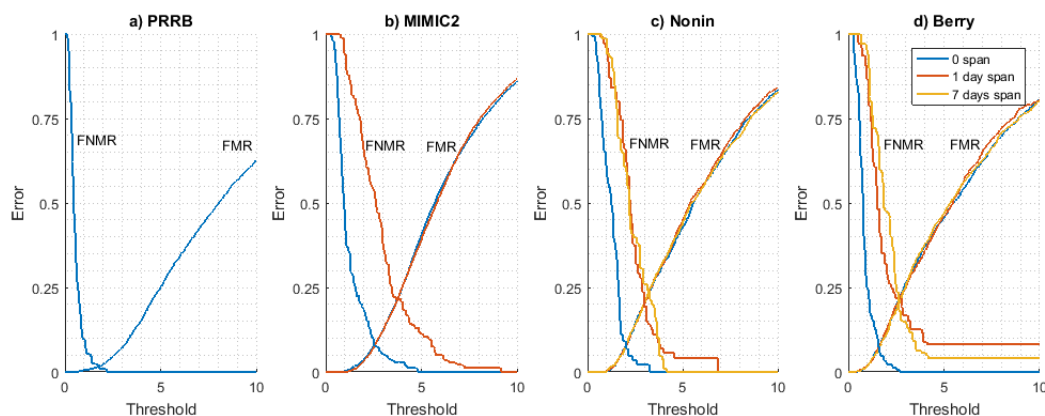 a) PRRB
b) MIMIC2
c) Nonin
d) Berry
1
0.75
0.5
0.25
0
Error
FNMR
FMR
0
5
10
Threshold
1
0.75
0.5
0.25
0
Error
FNMR
FMR
0
5
10
Threshold
1
0.75
0.5
0.25
0
Error
FNMR
FMR
0
5
10
Threshold
1
0.75
0.5
0.25
0
Error
0 span
1 day span
7 days span
FNMR
FMR
0
5
10
Threshold